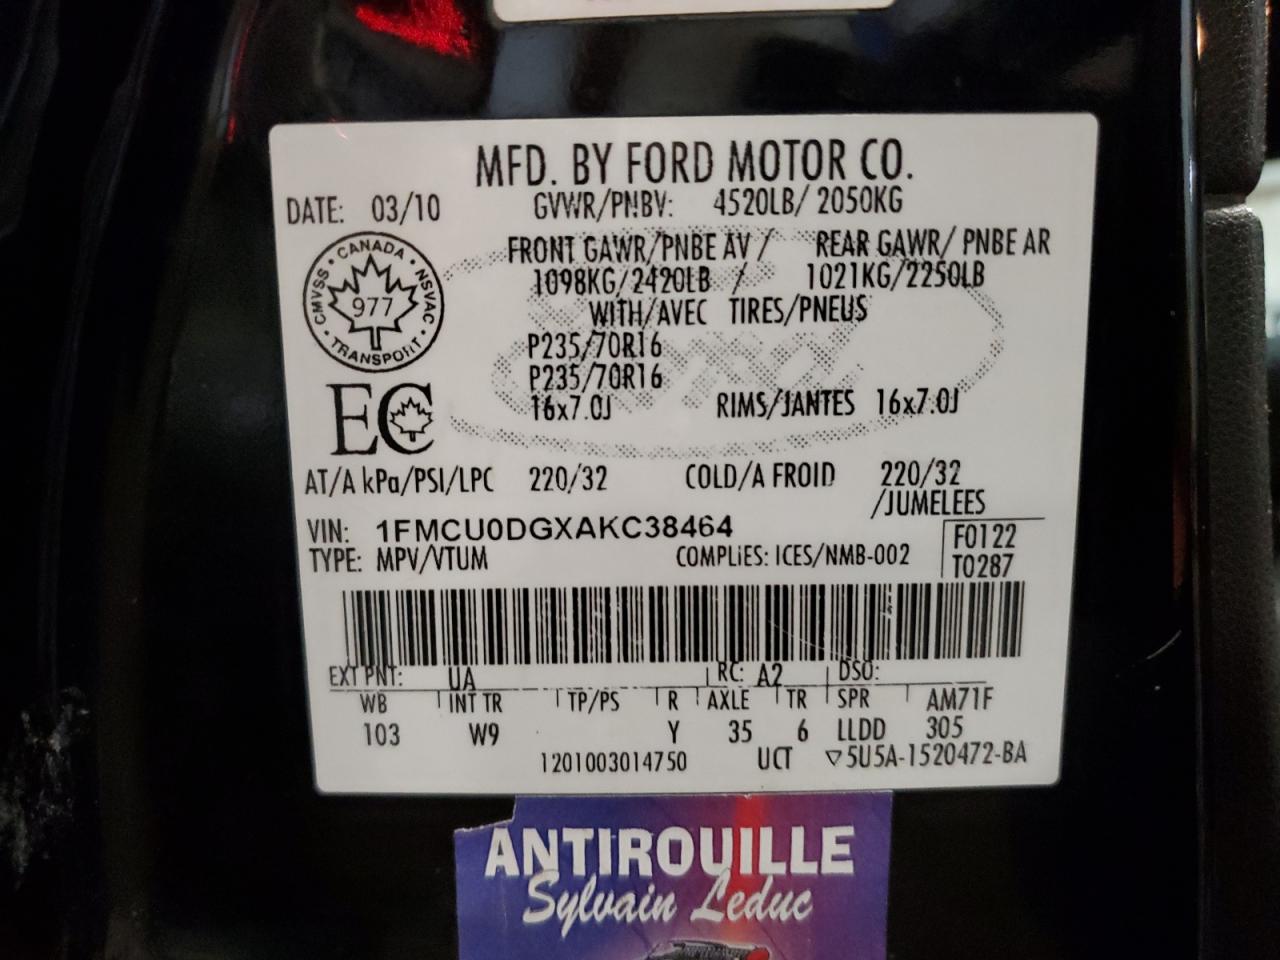 MFD. BY FORD MOTOR CO.
DATE: 03/10 GVWR/PNBV: 4520LB/ 2050KG
FRONT GAWR/PNBE AV / REAR GAWR/ PNBE AR
1098KG/2420LB / 1021KG/2250LB
WITH/AVEC TIRES/PNEUS
CANADA · NSVAC · TRANSPORT · CMVSS
977
P235/70R16
P235/70R16
16x7.0J RIMS/JANTES 16x7.0J
EC
AT/A kPa/PSI/LPC 220/32 COLD/A FROID 220/32
/JUMELEES
VIN: 1FMCU0DGXAKC38464 F0122
TYPE: MPV/VTUM COMPLIES: ICES/NMB-002 T0287
EXT PNT: UA RC: A2 DSO:
WB INT TR TP/PS R AXLE TR SPR AM71F
103 W9 Y 35 6 LLDD 305
1201003014750 UCT ▽5U5A-1520472-BA
ANTIROUILLE
Sylvain Leduc